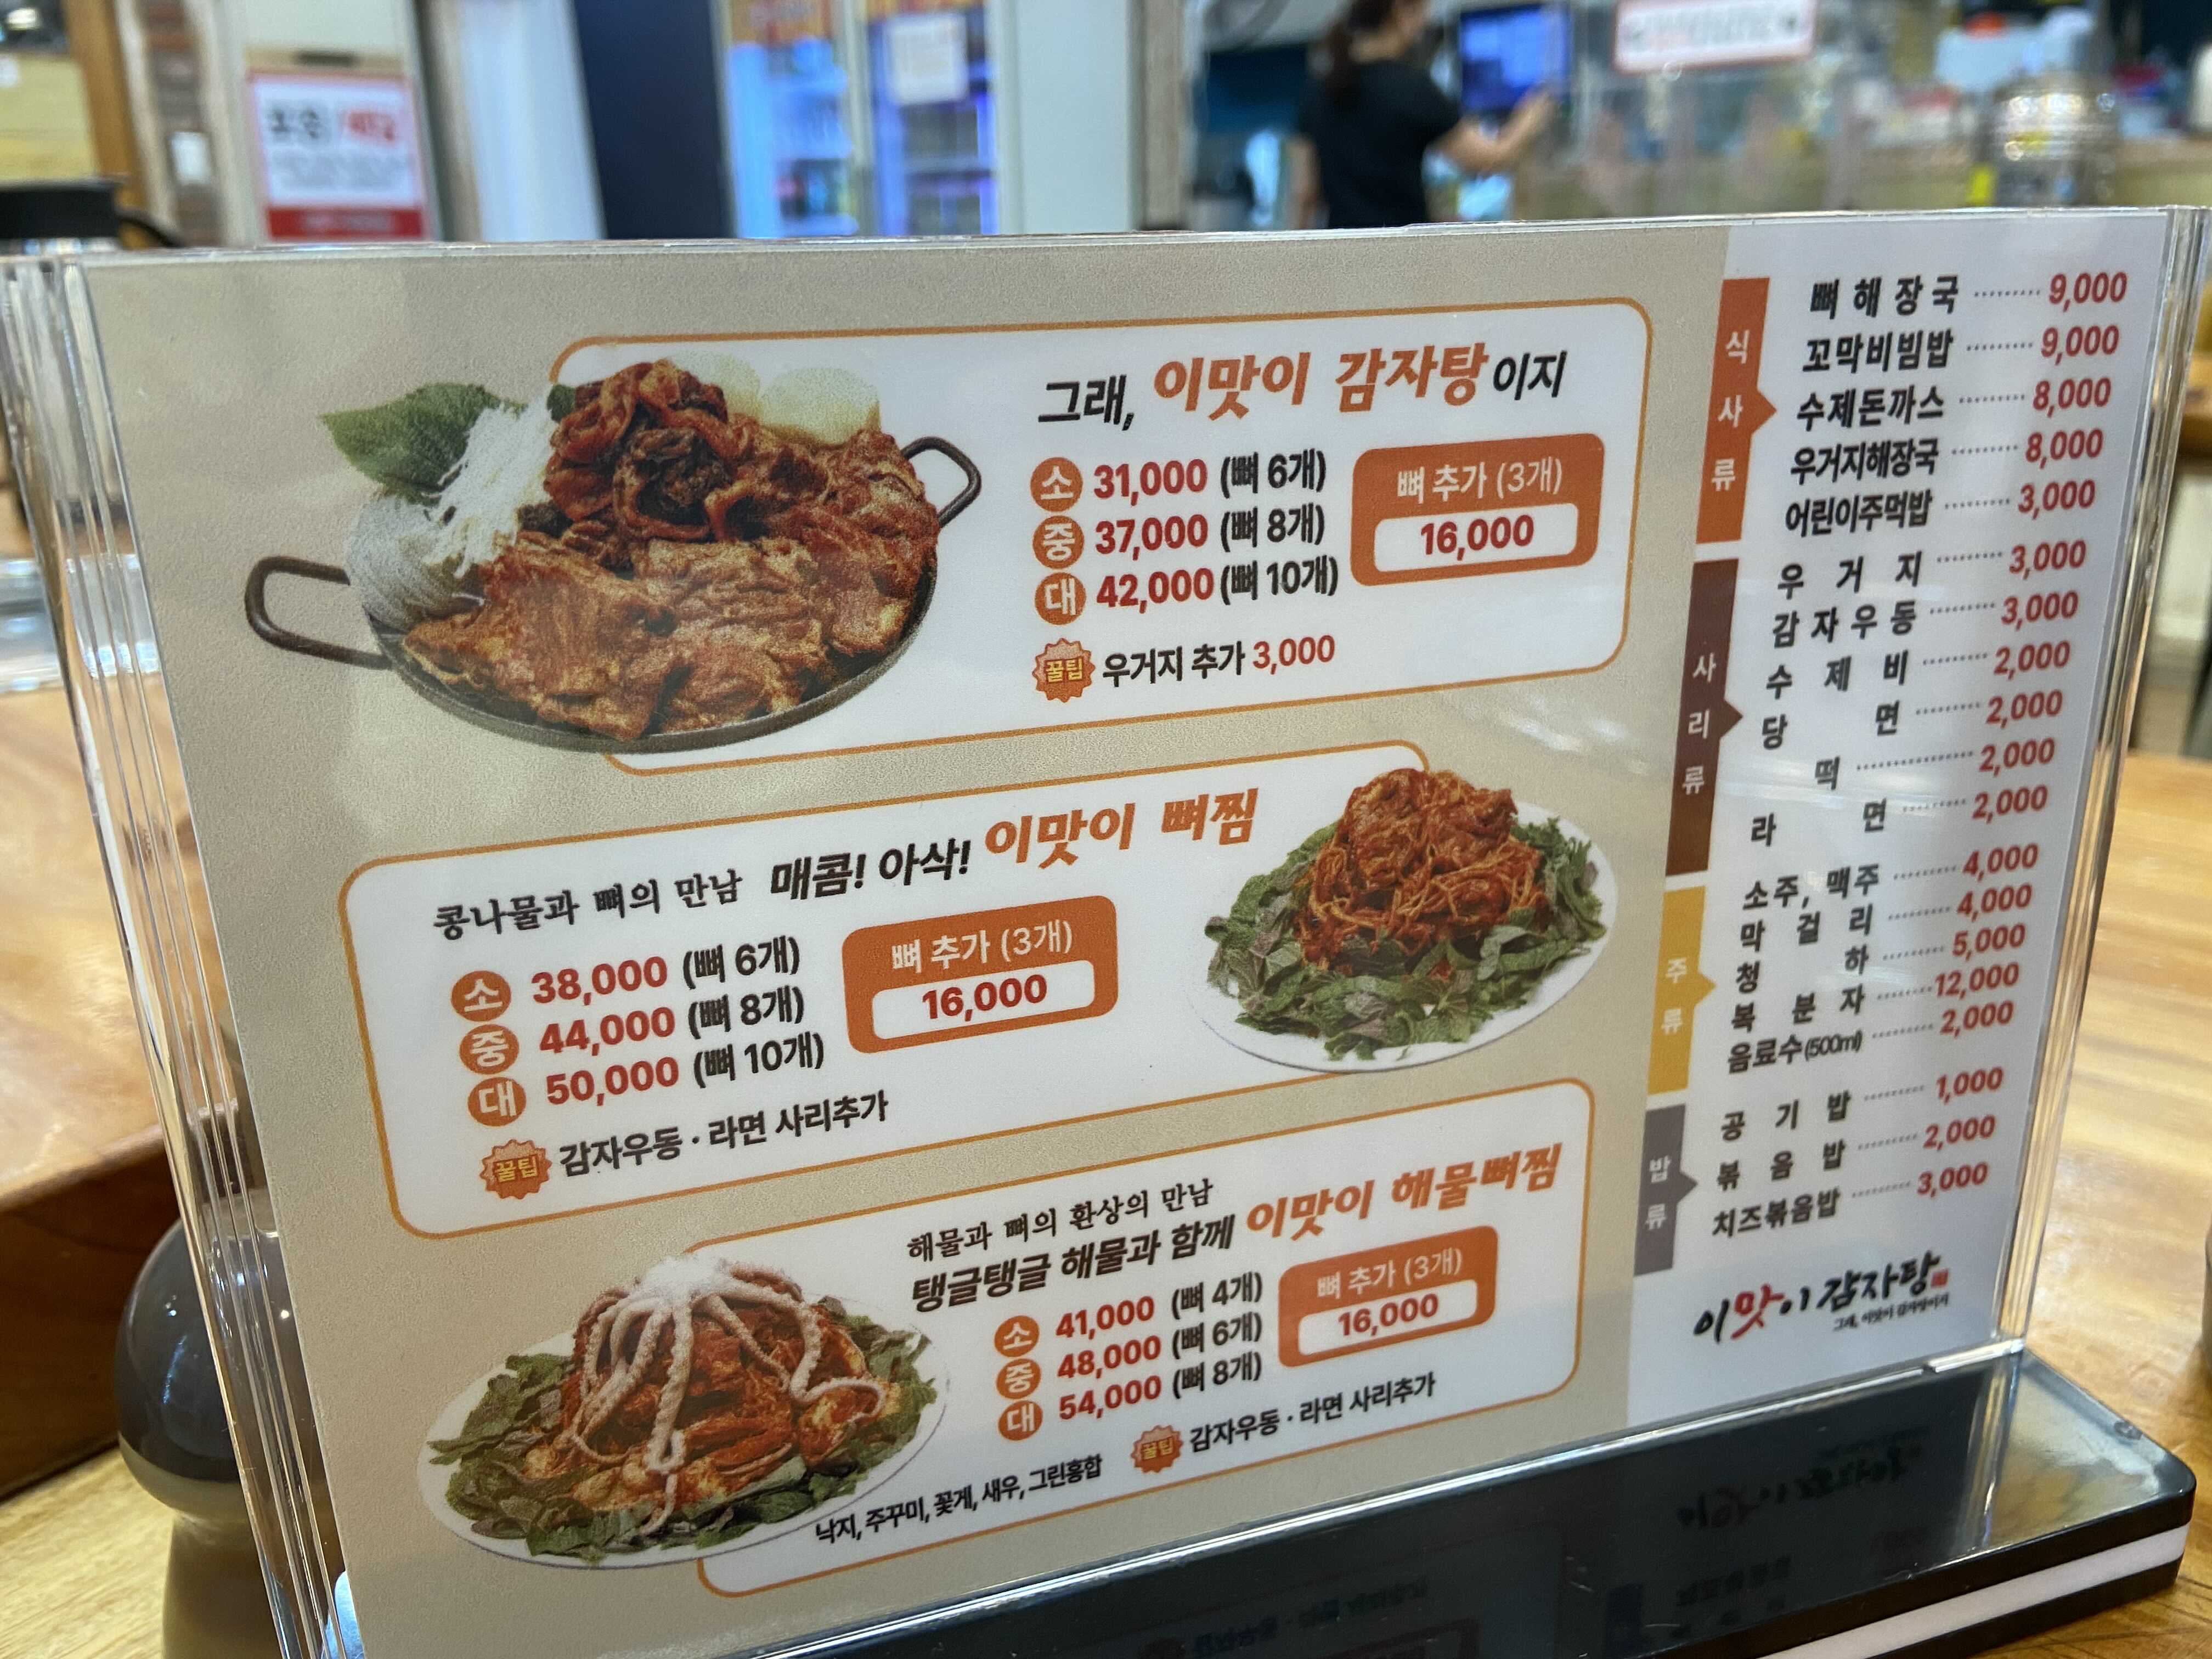 그래, 이맛이 감자탕이지
소 31,000 (뼈 6개)
중 37,000 (뼈 8개)
대 42,000 (뼈 10개)
뼈 추가 (3개)
16,000
꿀팁 우거지 추가 3,000
콩나물과 뼈의 만남 매콤! 아삭! 이맛이 뼈찜
소 38,000 (뼈 6개)
중 44,000 (뼈 8개)
대 50,000 (뼈 10개)
뼈 추가 (3개)
16,000
꿀팁 감자우동 · 라면 사리추가
해물과 뼈의 환상의 만남
탱글탱글 해물과 함께 이맛이 해물뼈찜
소 41,000 (뼈 4개)
중 48,000 (뼈 6개)
대 54,000 (뼈 8개)
뼈 추가 (3개)
16,000
꿀팁 감자우동 · 라면 사리추가
낙지, 주꾸미, 꽃게, 새우, 그린홍합
식사류
뼈해장국 9,000
꼬막비빔밥 9,000
수제돈까스 8,000
우거지해장국 8,000
어린이주먹밥 3,000
사리류
우거지 3,000
감자우동 3,000
수제비 2,000
당면 2,000
떡 2,000
라면 2,000
주류
소주, 맥주 4,000
막걸리 4,000
청하 5,000
복분자 12,000
음료수(500ml) 2,000
밥류
공기밥 1,000
볶음밥 2,000
치즈볶음밥 3,000
이맛이 감자탕
그래, 이맛이 감자탕이지